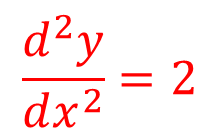 d²y/dx² = 2